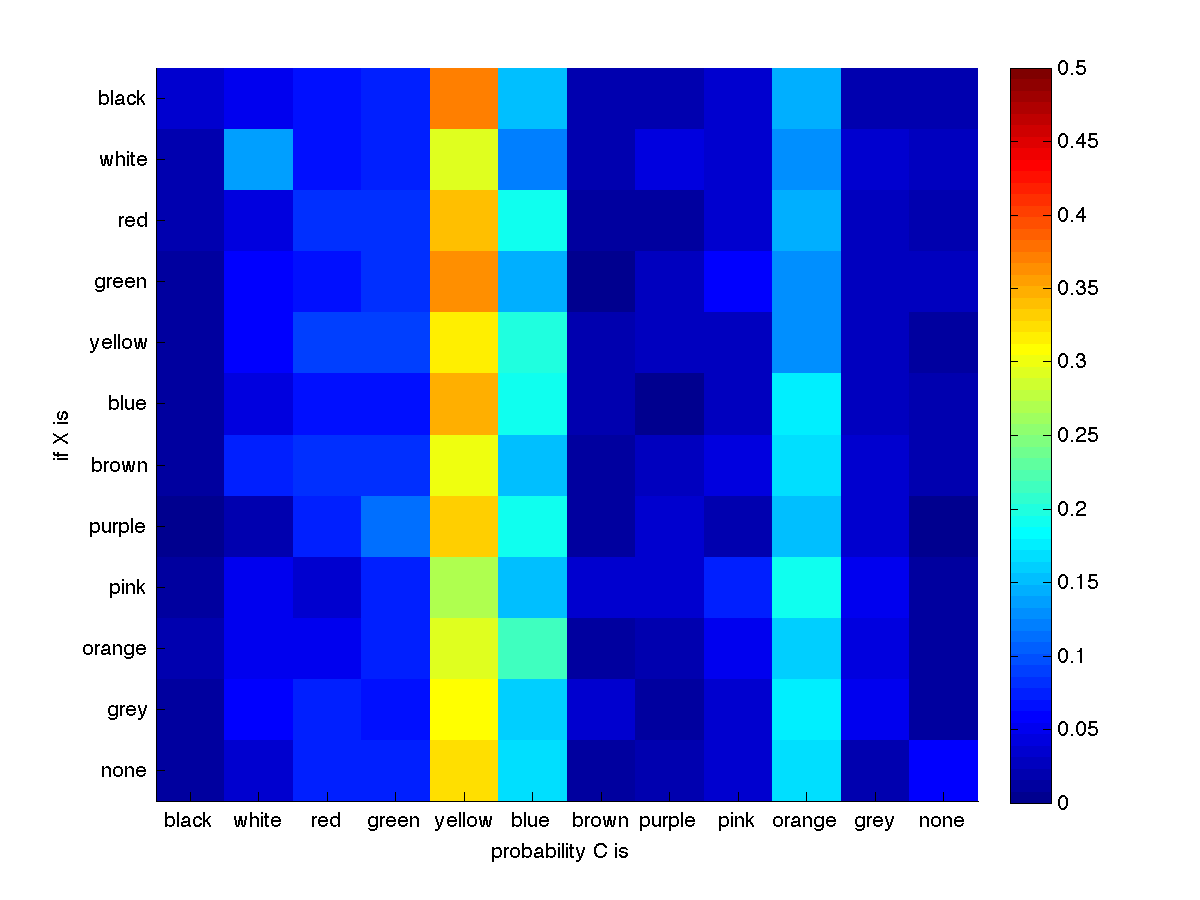 black
white
red
green
yellow
blue
brown
purple
pink
orange
grey
none
if X is
black white red green yellow blue brown purple pink orange grey none
probability C is
0.5
0.45
0.4
0.35
0.3
0.25
0.2
0.15
0.1
0.05
0